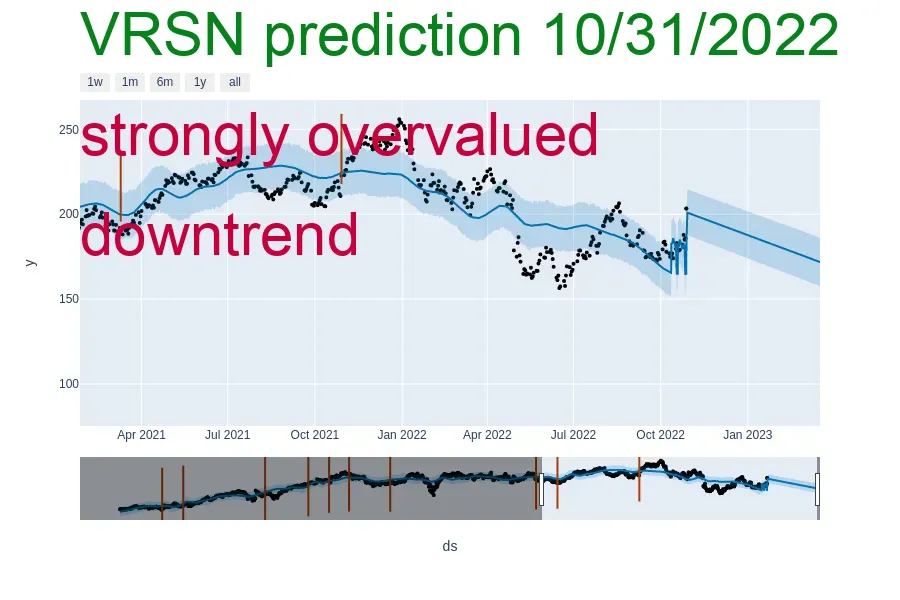 VRSN prediction 10/31/2022
1w 1m 6m 1y all
strongly overvalued
downtrend
250
200
150
100
y
Apr 2021 Jul 2021 Oct 2021 Jan 2022 Apr 2022 Jul 2022 Oct 2022 Jan 2023
ds